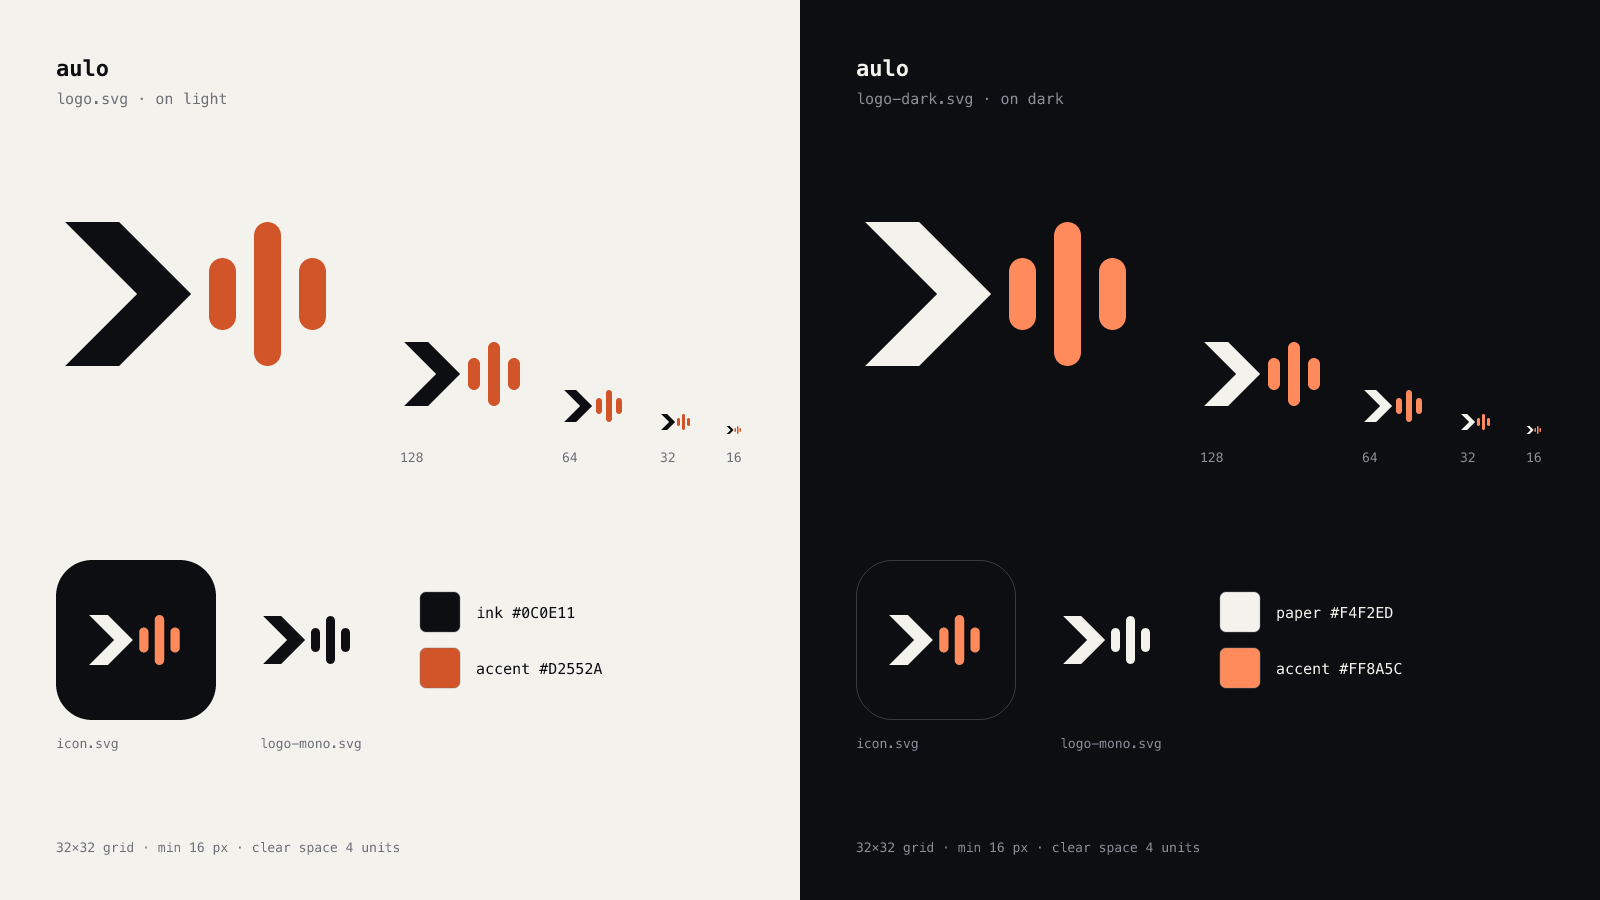 aulo
logo.svg · on light
128 64 32 16
ink #0C0E11
accent #D2552A
icon.svg logo-mono.svg
32×32 grid · min 16 px · clear space 4 units
aulo
logo-dark.svg · on dark
128 64 32 16
paper #F4F2ED
accent #FF8A5C
icon.svg logo-mono.svg
32×32 grid · min 16 px · clear space 4 units